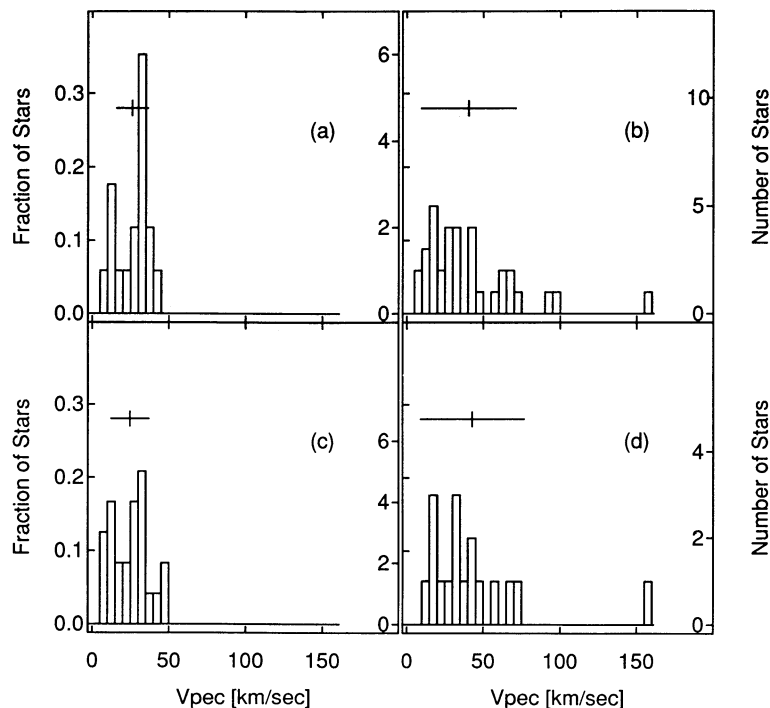 Fraction of Stars
0.3
0.2
0.1
0.0
(a)
6
4
2
0
(b)
10
5
0
Number of Stars
Fraction of Stars
0.3
0.2
0.1
0.0
(c)
6
4
2
0
(d)
4
2
0
Number of Stars
0 50 100 150
0 50 100 150
Vpec [km/sec]
Vpec [km/sec]